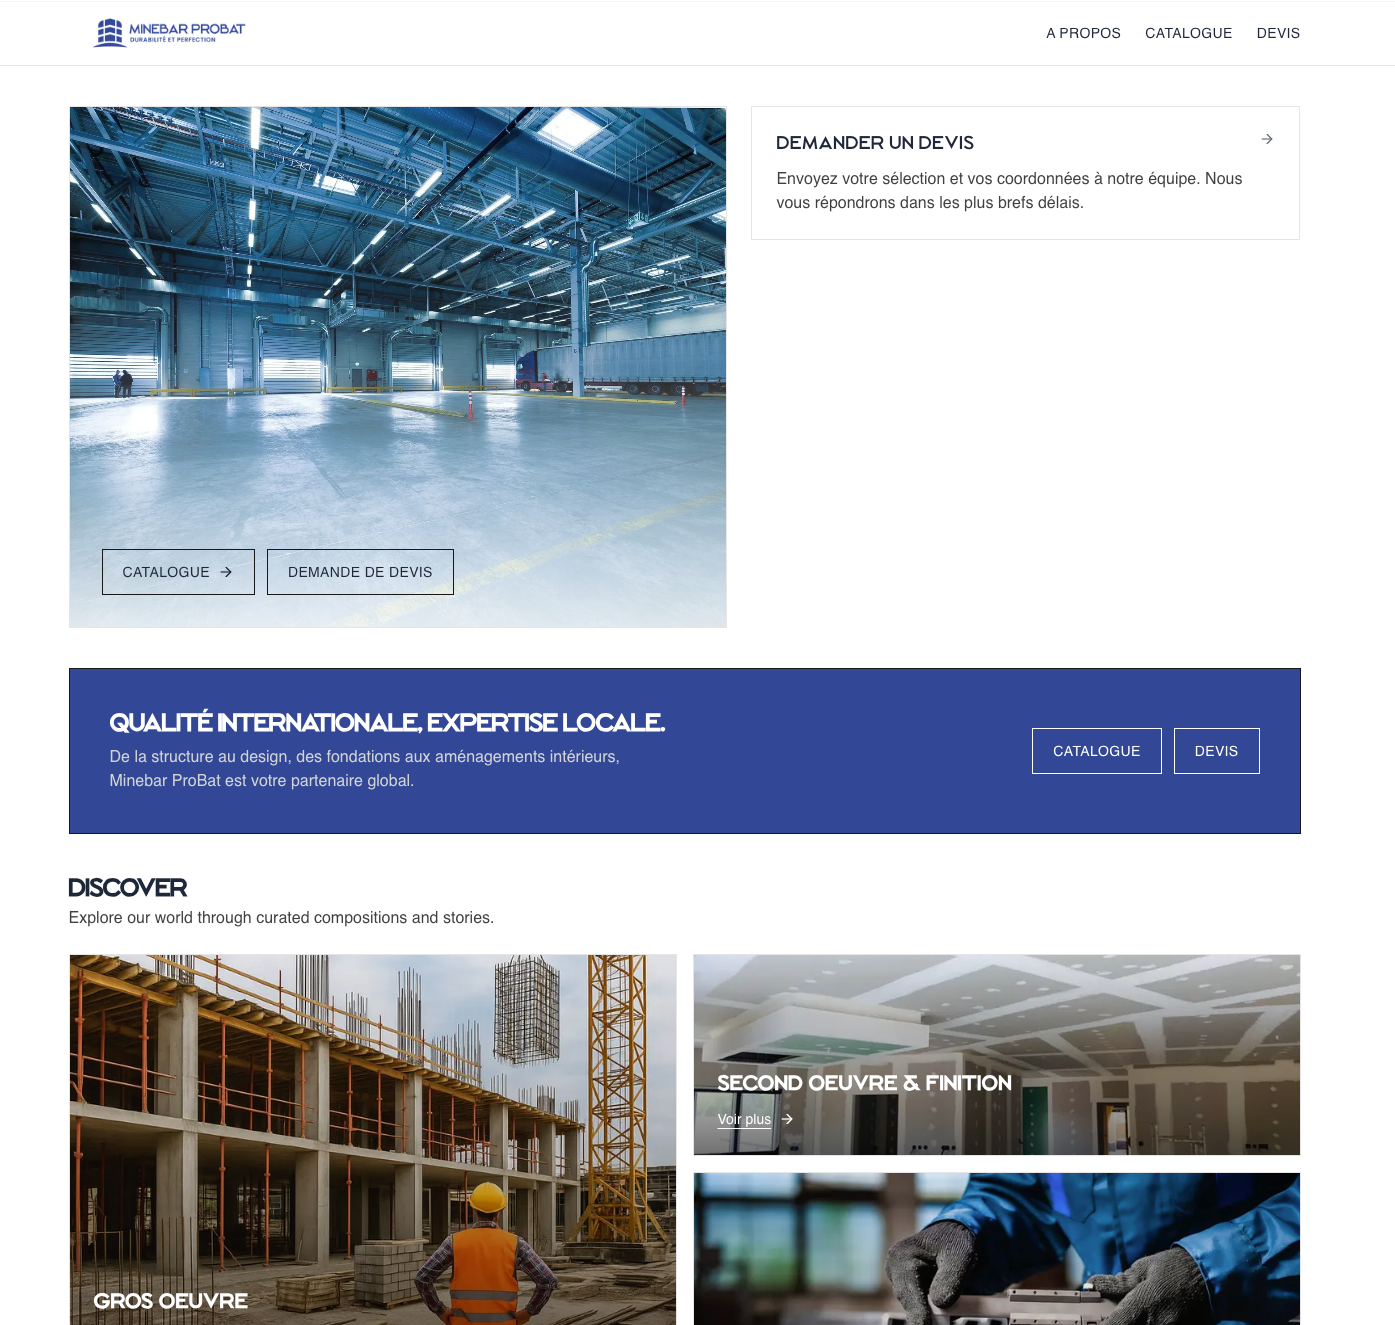 MINEBAR PROBAT
DURABILITÉ ET PERFECTION
A PROPOS
CATALOGUE
DEVIS
DEMANDER UN DEVIS
Envoyez votre sélection et vos coordonnées à notre équipe. Nous
vous répondrons dans les plus brefs délais.
CATALOGUE
DEMANDE DE DEVIS
QUALITÉ INTERNATIONALE, EXPERTISE LOCALE.
De la structure au design, des fondations aux aménagements intérieurs,
Minebar ProBat est votre partenaire global.
CATALOGUE
DEVIS
DISCOVER
Explore our world through curated compositions and stories.
SECOND OEUVRE & FINITION
Voir plus
GROS OEUVRE